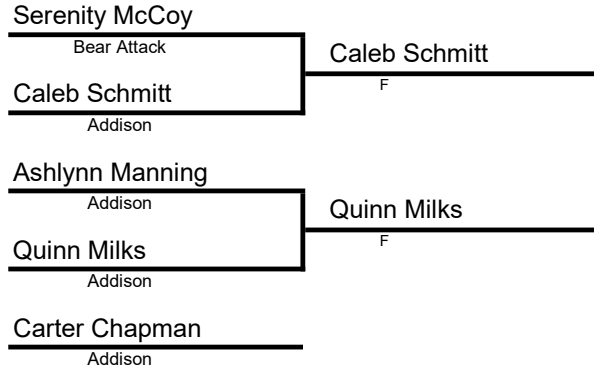 Serenity McCoy
Bear Attack
Caleb Schmitt
Addison
Caleb Schmitt
F
Ashlynn Manning
Addison
Quinn Milks
Addison
Quinn Milks
F
Carter Chapman
Addison